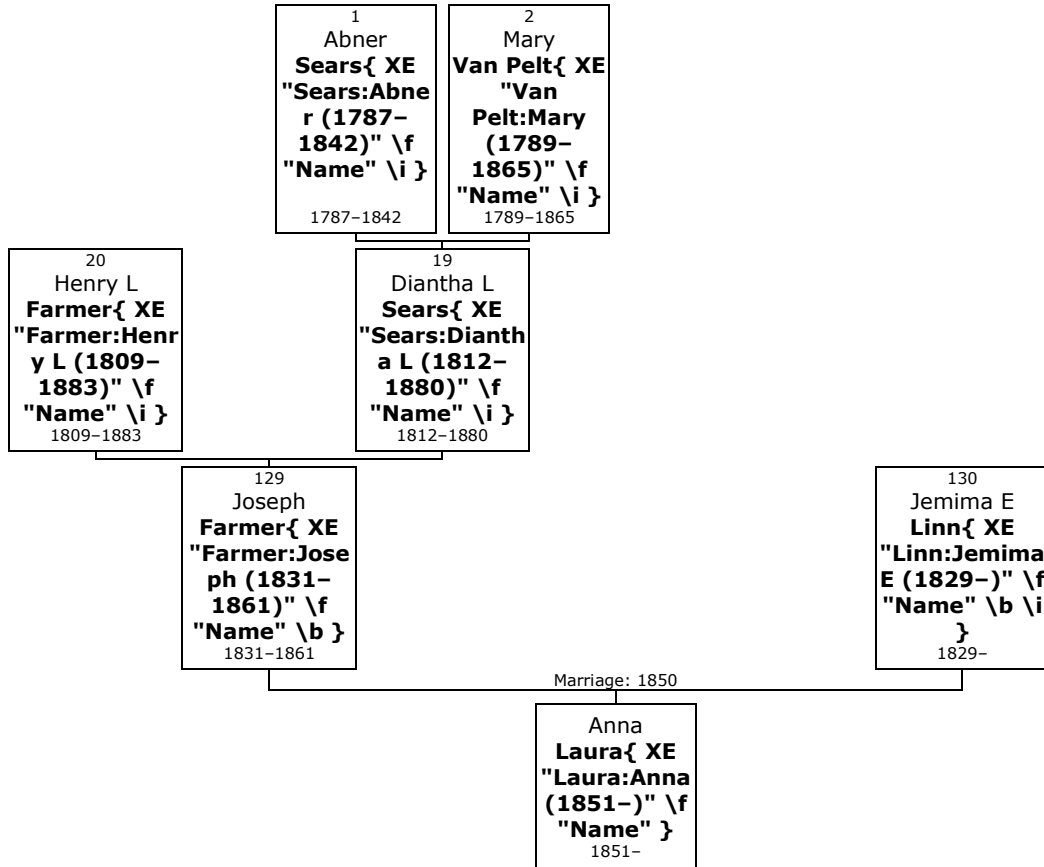 1
Abner
Sears{ XE
"Sears:Abne
r (1787–
1842)" \f
"Name" \i }
1787–1842
2
Mary
Van Pelt{ XE
"Van
Pelt:Mary
(1789–
1865)" \f
"Name" \i }
1789–1865
20
Henry L
Farmer{ XE
"Farmer:Henr
y L (1809–
1883)" \f
"Name" \i }
1809–1883
19
Diantha L
Sears{ XE
"Sears:Dianth
a L (1812–
1880)" \f
"Name" \i }
1812–1880
129
Joseph
Farmer{ XE
"Farmer:Jose
ph (1831–
1861)" \f
"Name" \b }
1831–1861
130
Jemima E
Linn{ XE
"Linn:Jemima
E (1829–)" \f
"Name" \b \i
}
1829–
Marriage: 1850
Anna
Laura{ XE
"Laura:Anna
(1851–)" \f
"Name" }
1851–